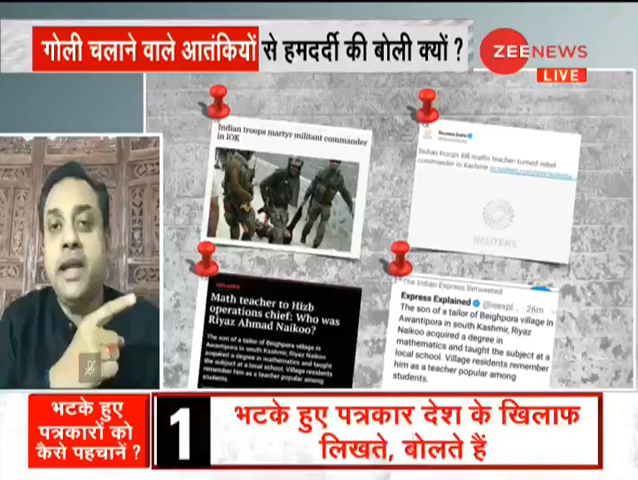 गोली चलाने वाले आतंकियों से हमदर्दी की बोली क्यों ?
ZEE NEWS
LIVE
Indian troops martyr militant commander
in IOK
Indian troops kill maths teacher-turned-rebel
commander in Kashmir
REUTERS
EXPLAINED
Math teacher to Hizb
operations chief: Who was
Riyaz Ahmad Naikoo?
The son of a tailor of Beighpora village in
Awantipora in south Kashmir, Riyaz Naikoo
acquired a degree in mathematics and taught
the subject at a local school. Village residents
remember him as a teacher popular among
students.
The Indian Express Retweeted
Express Explained
26m
The son of a tailor of Beighpora village in
Awantipora in south Kashmir, Riyaz
Naikoo acquired a degree in
mathematics and taught the subject at a
local school. Village residents remember
him as a teacher popular among
students.
भटके हुए
पत्रकारों को
कैसे पहचानें ?
1
भटके हुए पत्रकार देश के खिलाफ
लिखते, बोलते हैं